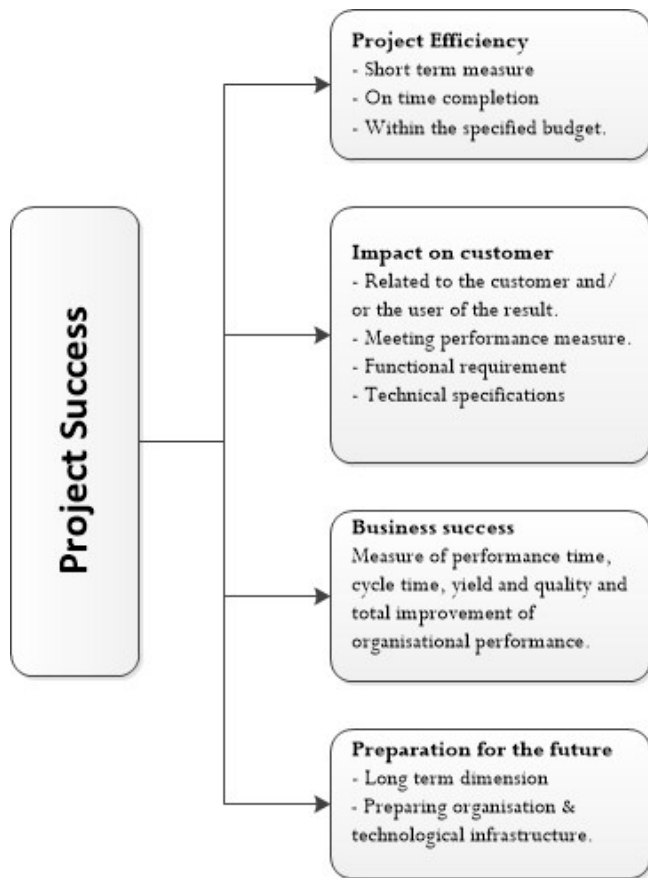 Project Success
Project Efficiency
- Short term measure
- On time completion
- Within the specified budget.
Impact on customer
- Related to the customer and/
or the user of the result.
- Meeting performance measure.
- Functional requirement
- Technical specifications
Business success
Measure of performance time,
cycle time, yield and quality and
total improvement of
organisational performance.
Preparation for the future
- Long term dimension
- Preparing organisation &
technological infrastructure.